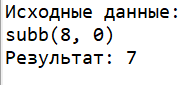 Исходные данные:
subb(8, 0)
Результат: 7